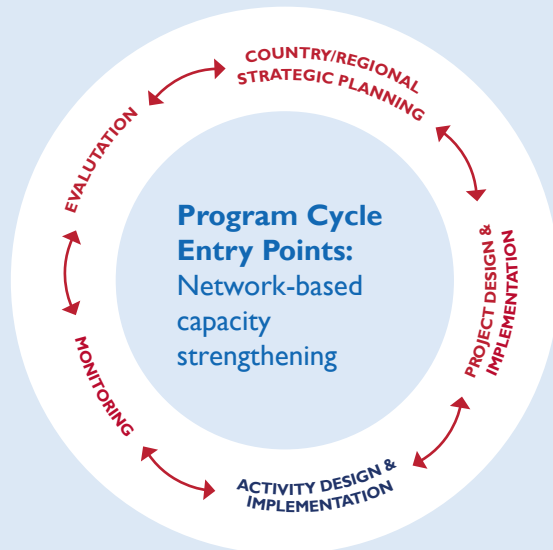 COUNTRY/REGIONAL
STRATEGIC PLANNING
PROJECT DESIGN &
IMPLEMENTATION
ACTIVITY DESIGN &
IMPLEMENTATION
MONITORING
EVALUTATION
Program Cycle
Entry Points:
Network-based
capacity
strengthening